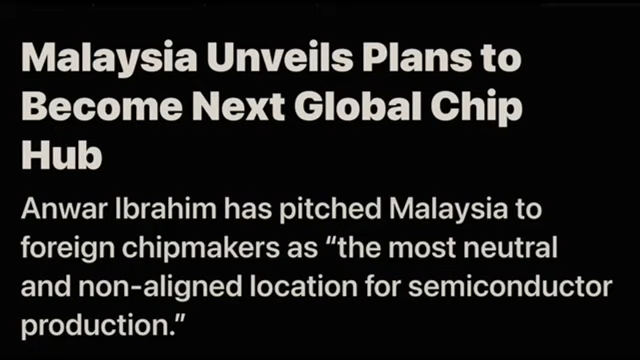 Malaysia Unveils Plans to
Become Next Global Chip
Hub
Anwar Ibrahim has pitched Malaysia to
foreign chipmakers as “the most neutral
and non-aligned location for semiconductor
production.”